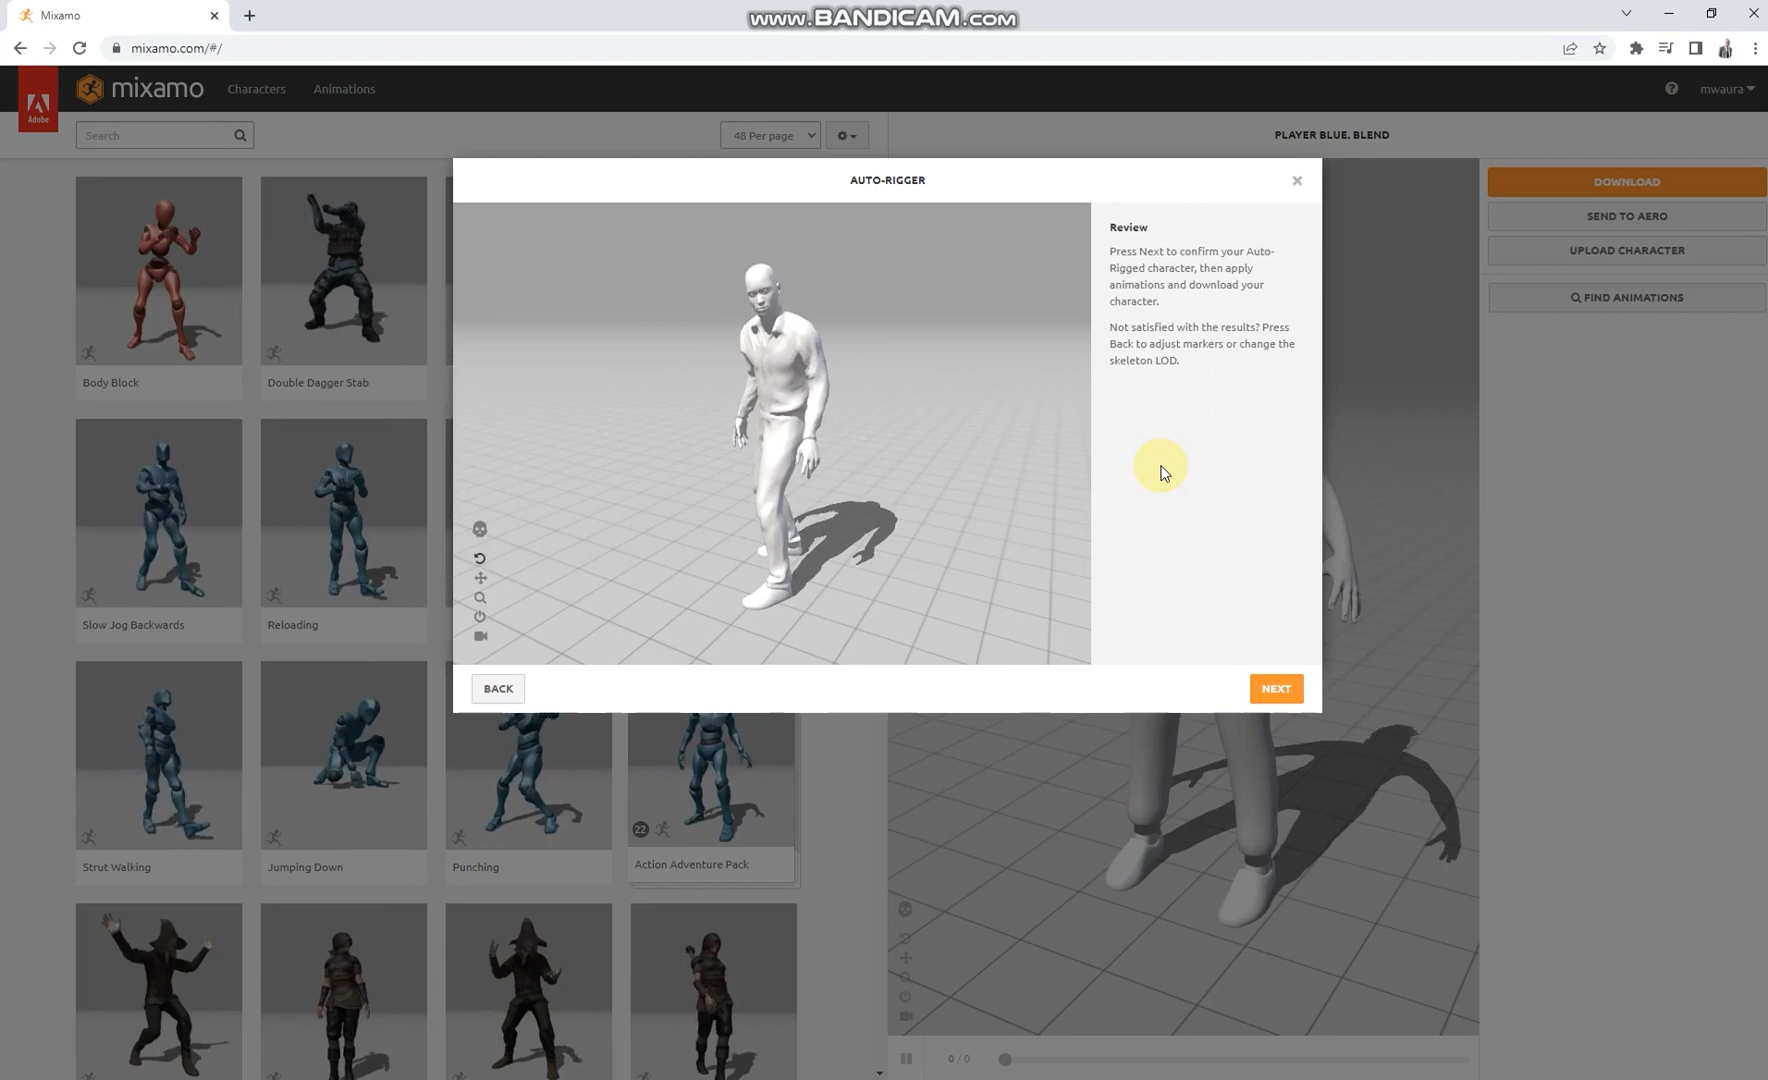 Mixamo
www.BANDICAM.com
mixamo.com/#/
Adobe
mixamo
Characters
Animations
mwaura
Search
48 Per page
PLAYER BLUE. BLEND
AUTO-RIGGER
Review
Press Next to confirm your Auto-
Rigged character, then apply
animations and download your
character.
Not satisfied with the results? Press
Back to adjust markers or change the
skeleton LOD.
BACK
NEXT
DOWNLOAD
SEND TO AERO
UPLOAD CHARACTER
FIND ANIMATIONS
Body Block
Double Dagger Stab
Slow Jog Backwards
Reloading
22
Strut Walking
Jumping Down
Punching
Action Adventure Pack
0 / 0